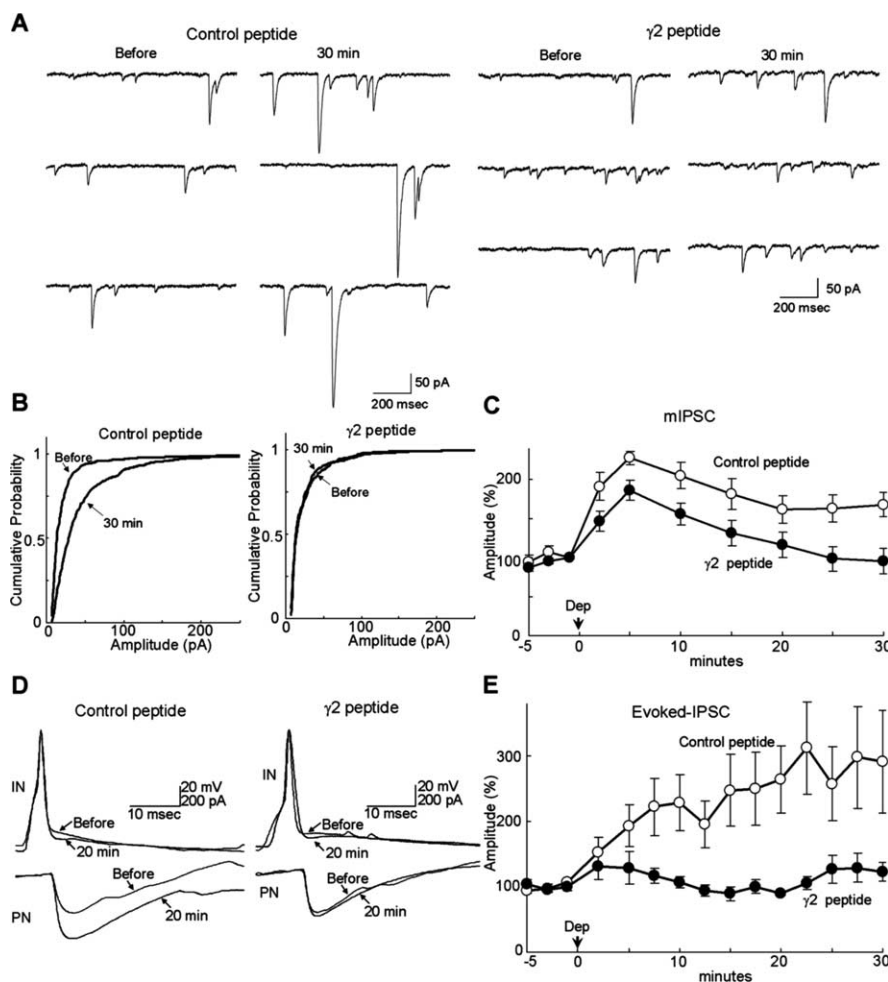 A
Control peptide
γ2 peptide
Before
30 min
Before
30 min
50 pA
200 msec
50 pA
200 msec
B
Control peptide
Cumulative Probability
1
0.5
0
Before
30 min
0
100
200
Amplitude (pA)
γ2 peptide
Cumulative Probability
1
0.5
0
30 min
Before
0
100
200
Amplitude (pA)
C
mIPSC
Amplitude (%)
200
100
0
Control peptide
γ2 peptide
Dep
-5
0
10
20
30
minutes
D
Control peptide
γ2 peptide
IN
20 mV
200 pA
10 msec
Before
20 min
PN
Before
20 min
IN
20 mV
200 pA
10 msec
Before
20 min
PN
Before
20 min
E
Evoked-IPSC
Amplitude (%)
300
200
100
0
Control peptide
γ2 peptide
Dep
-5
0
10
20
30
minutes